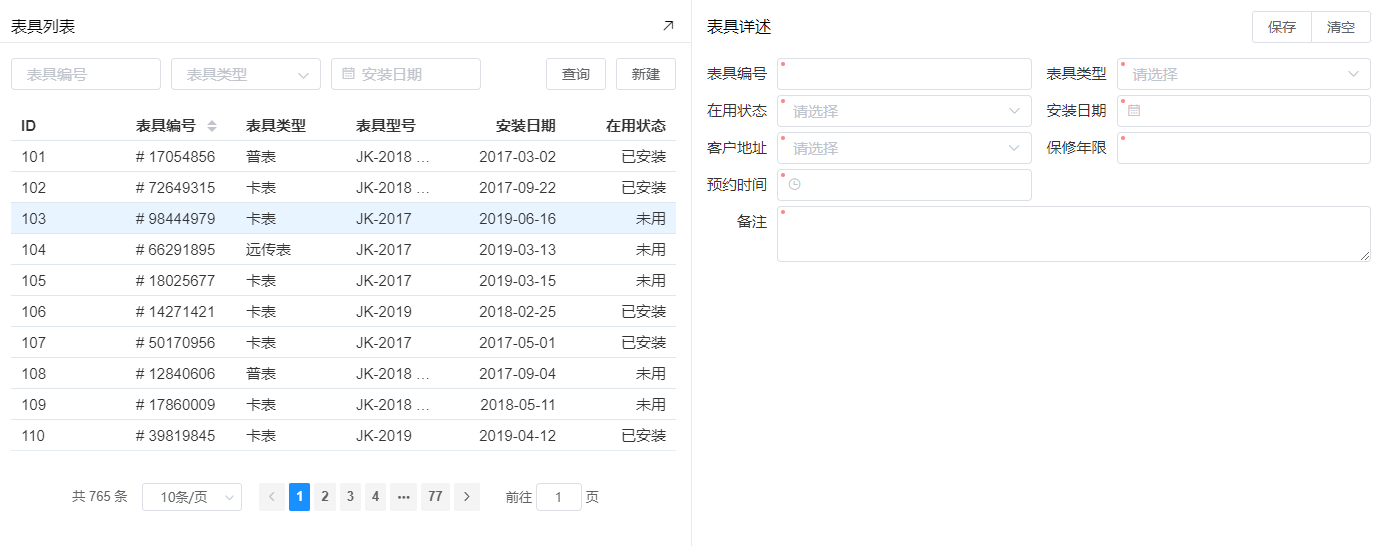 表具列表
表具编号 表具类型 安装日期 查询 新建
ID 表具编号 表具类型 表具型号 安装日期 在用状态
101 # 17054856 普表 JK-2018 ... 2017-03-02 已安装
102 # 72649315 卡表 JK-2018 ... 2017-09-22 已安装
103 # 98444979 卡表 JK-2017 2019-06-16 未用
104 # 66291895 远传表 JK-2017 2019-03-13 未用
105 # 18025677 卡表 JK-2017 2019-03-15 未用
106 # 14271421 卡表 JK-2019 2018-02-25 已安装
107 # 50170956 卡表 JK-2017 2017-05-01 已安装
108 # 12840606 普表 JK-2018 ... 2017-09-04 未用
109 # 17860009 卡表 JK-2018 ... 2018-05-11 未用
110 # 39819845 卡表 JK-2019 2019-04-12 已安装
共 765 条 10条/页 1 2 3 4 ••• 77 前往 1 页
表具详述 保存 清空
表具编号 表具类型 请选择
在用状态 请选择 安装日期
客户地址 请选择 保修年限
预约时间
备注